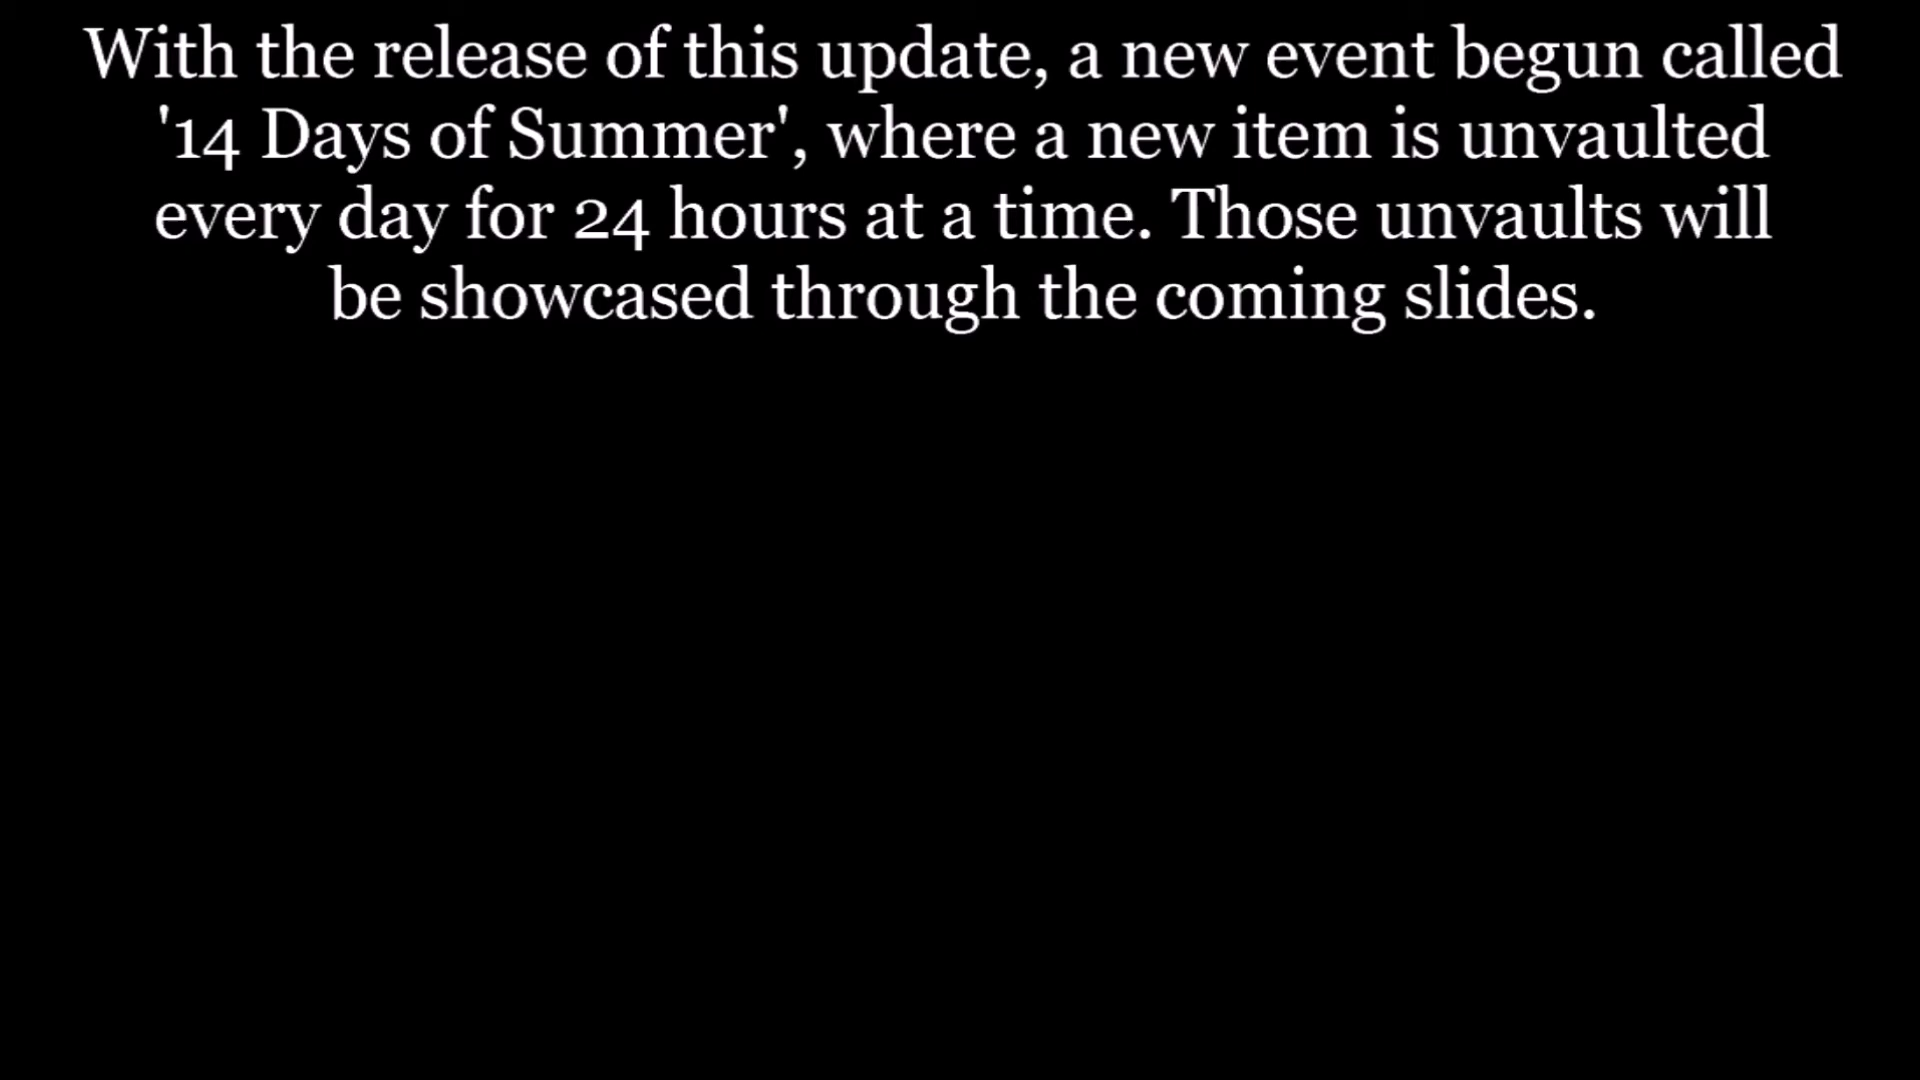 With the release of this update, a new event begun called
'14 Days of Summer', where a new item is unvaulted
every day for 24 hours at a time. Those unvaults will
be showcased through the coming slides.